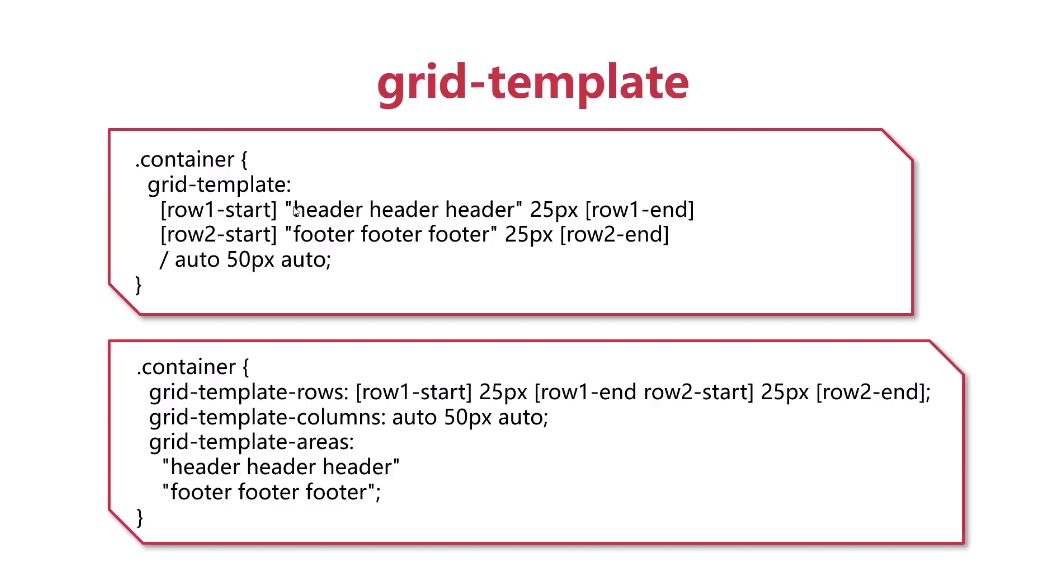 grid-template
.container {
grid-template:
[row1-start] "header header header" 25px [row1-end]
[row2-start] "footer footer footer" 25px [row2-end]
/ auto 50px auto;
}
.container {
grid-template-rows: [row1-start] 25px [row1-end row2-start] 25px [row2-end];
grid-template-columns: auto 50px auto;
grid-template-areas:
"header header header"
"footer footer footer";
}